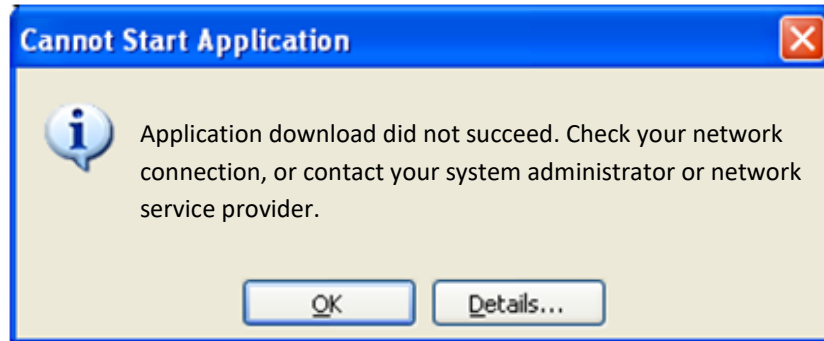 Cannot Start Application
Application download did not succeed. Check your network
connection, or contact your system administrator or network
service provider.
OK Details...